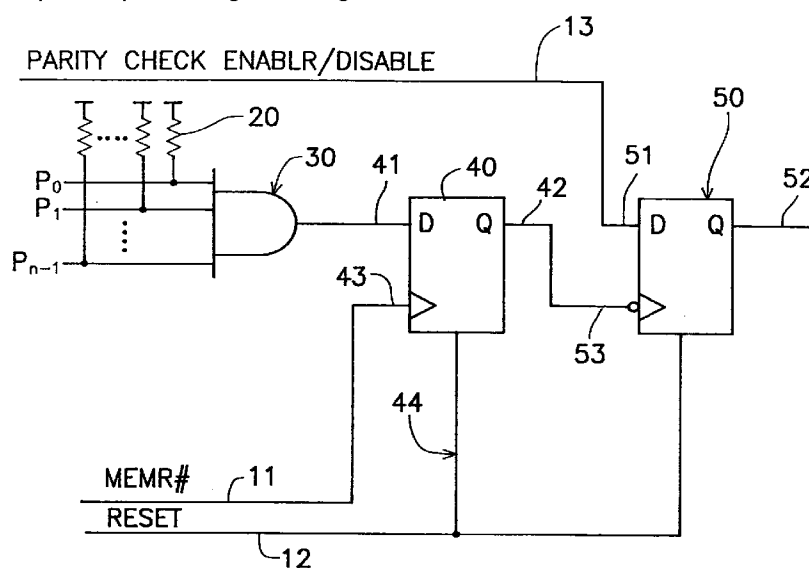 13
PARITY CHECK ENABLR/DISABLE
50
20
30
41
40
42
51
52
P0
P1
Pn-1
D Q
D Q
43
53
44
MEMR#
11
RESET
12